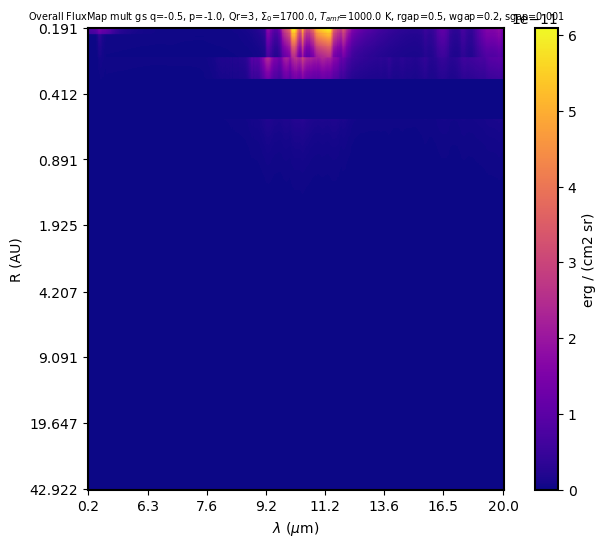 Overall FluxMap mult gs q=-0.5, p=-1.0, Qr=3, Σ₀=1700.0, T_amf=1000.0 K, rgap=0.5, wgap=0.2, sgap=0.001
1e−11
0.191
0.412
0.891
1.925
4.207
9.091
19.647
42.922
R (AU)
0.2 6.3 7.6 9.2 11.2 13.6 16.5 20.0
λ (μm)
6
5
4
3
2
1
0
erg / (cm2 sr)